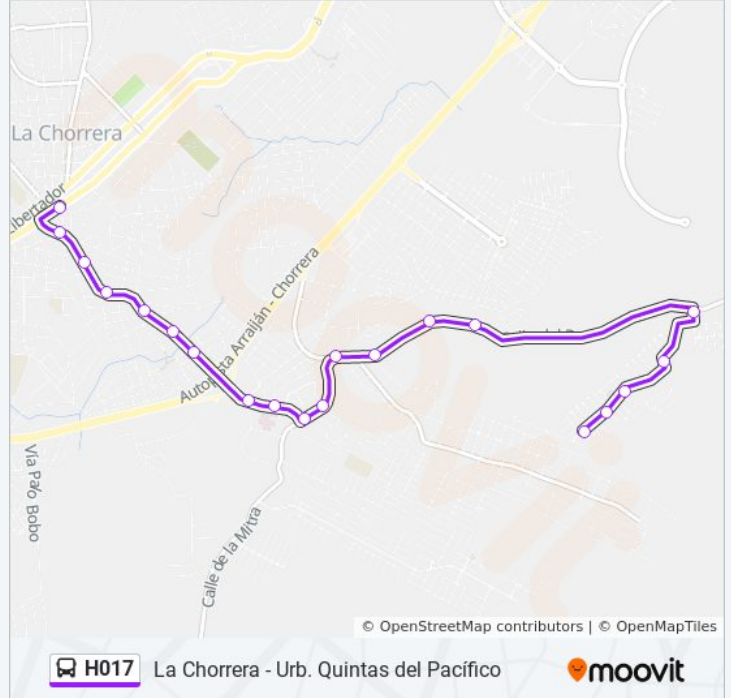 La Chorrera
Libertador
Autopista Arraiján - Chorrera
Vía Palo Bobo
Calle de la Mitra
© OpenStreetMap contributors | © OpenMapTiles
H017 La Chorrera - Urb. Quintas del Pacífico
moovit